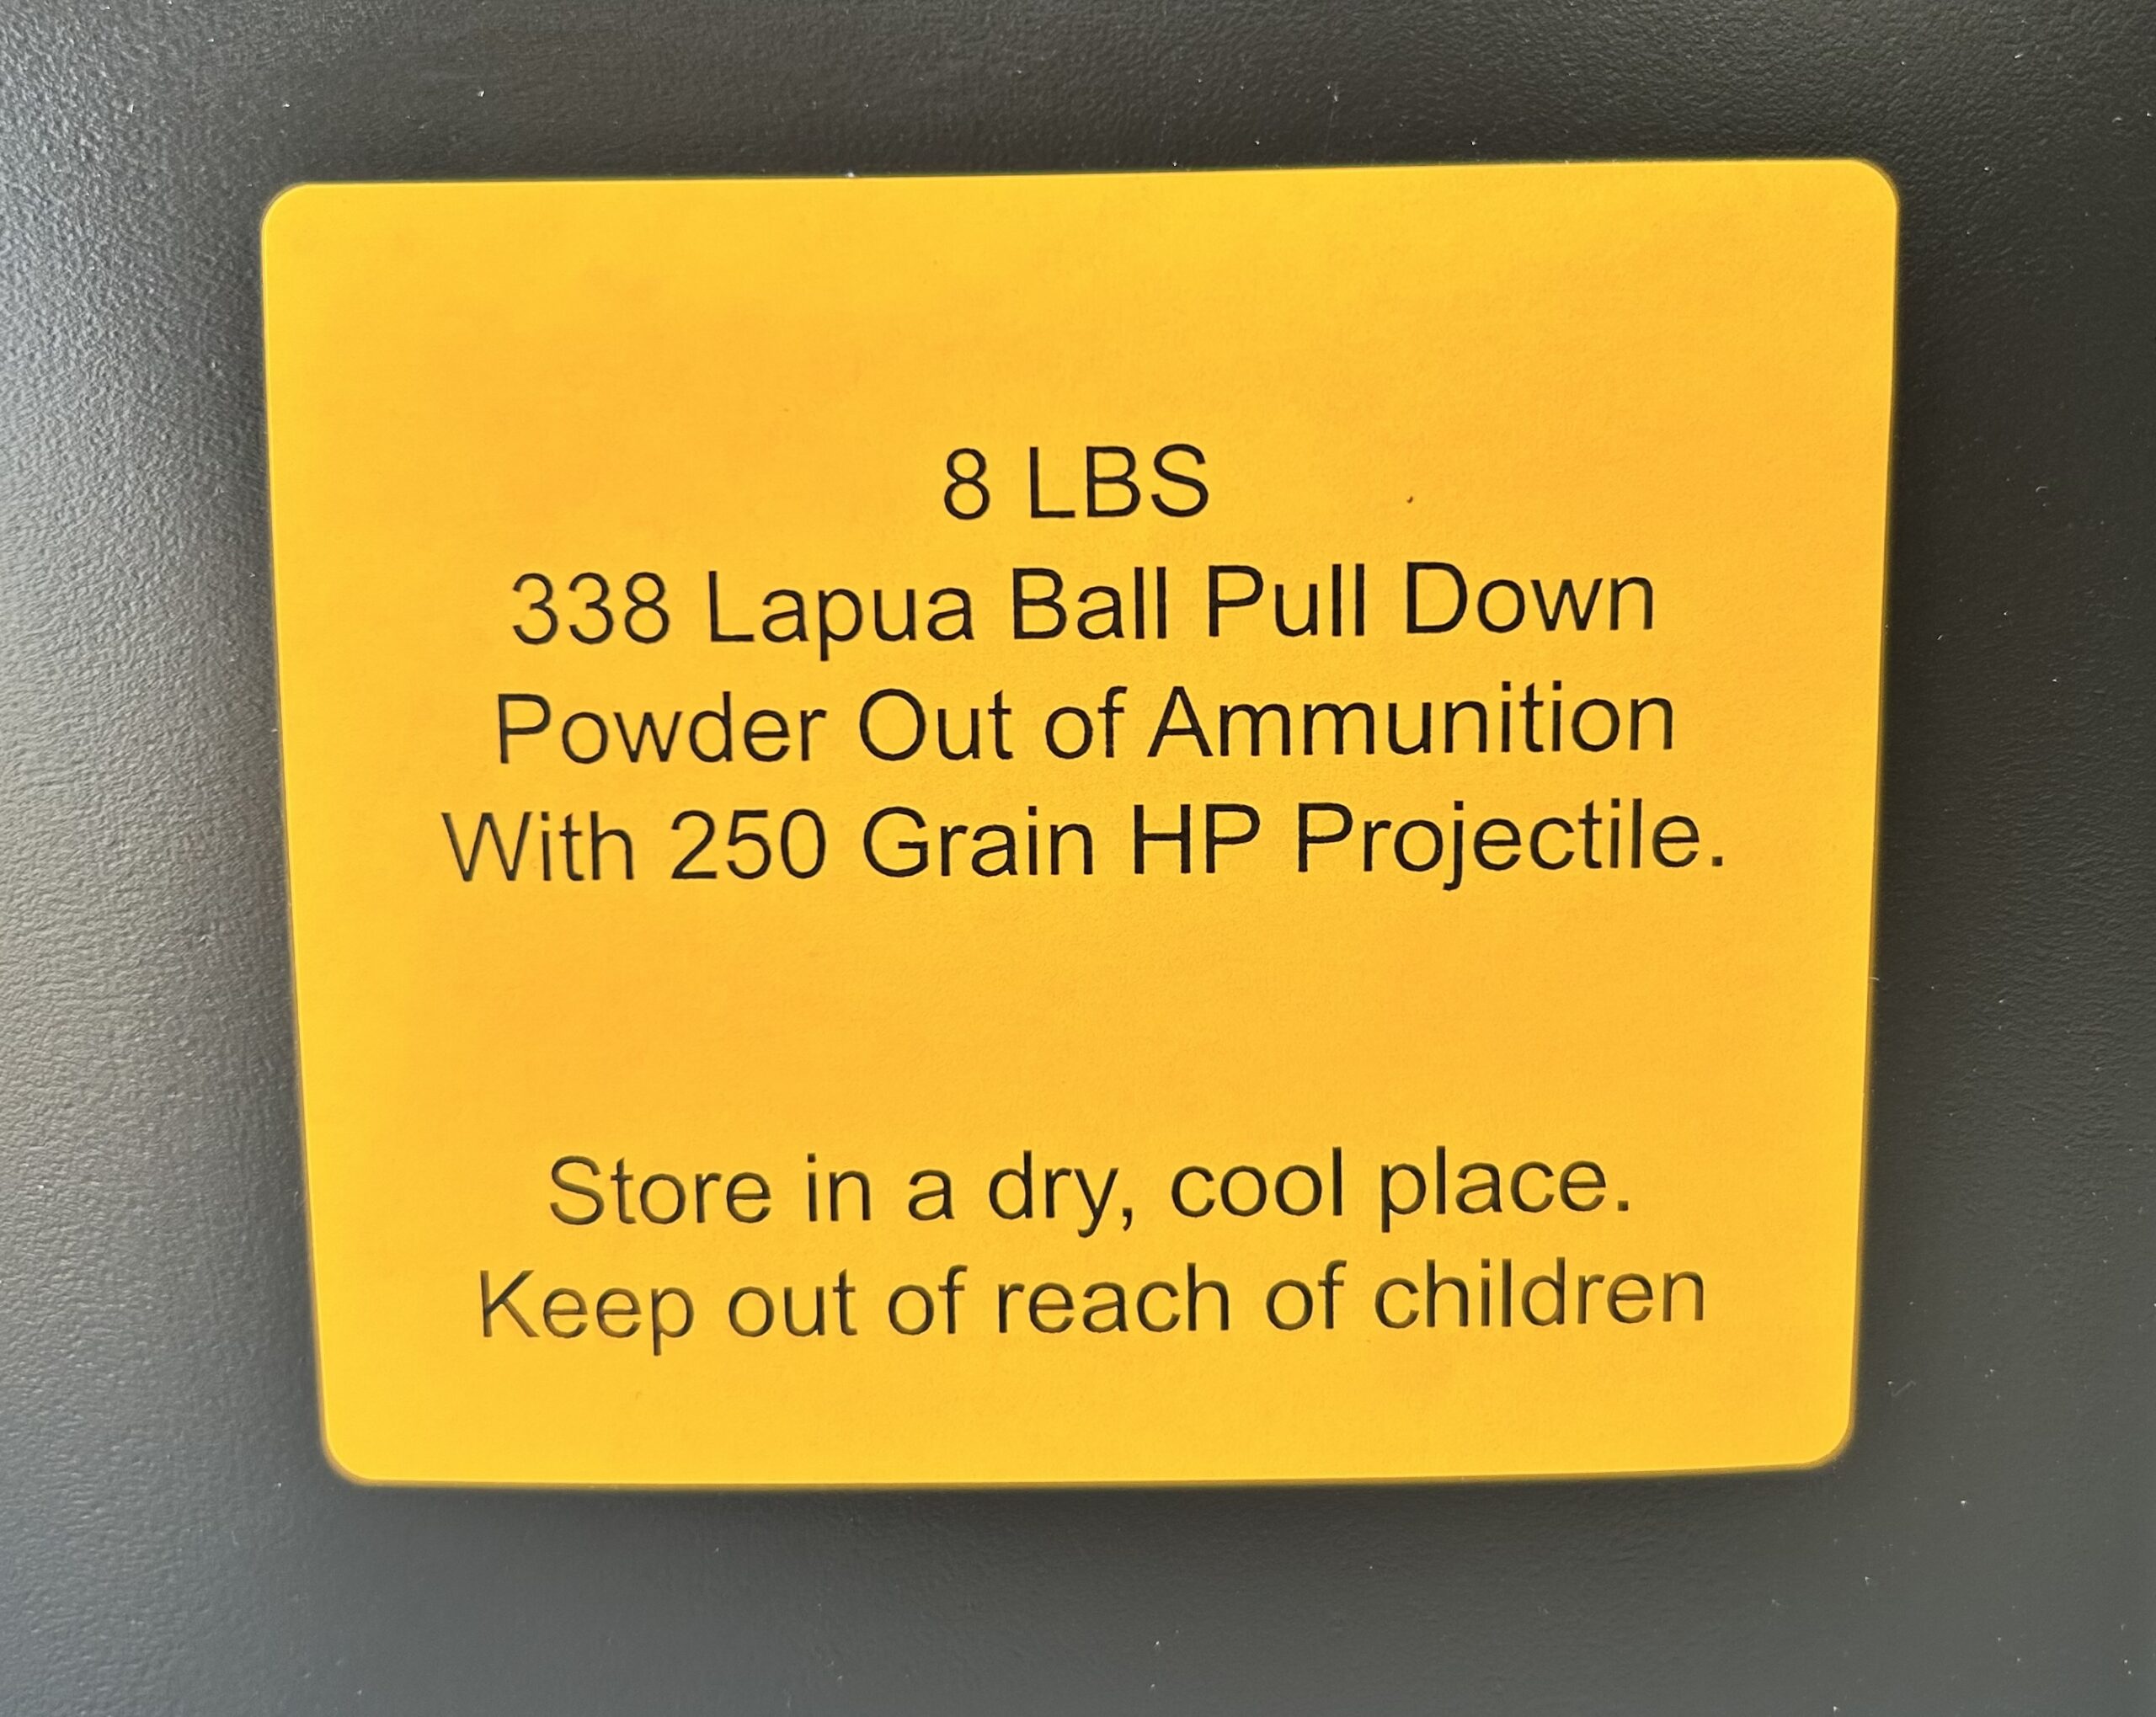 8 LBS
338 Lapua Ball Pull Down
Powder Out of Ammunition
With 250 Grain HP Projectile.
Store in a dry, cool place.
Keep out of reach of children